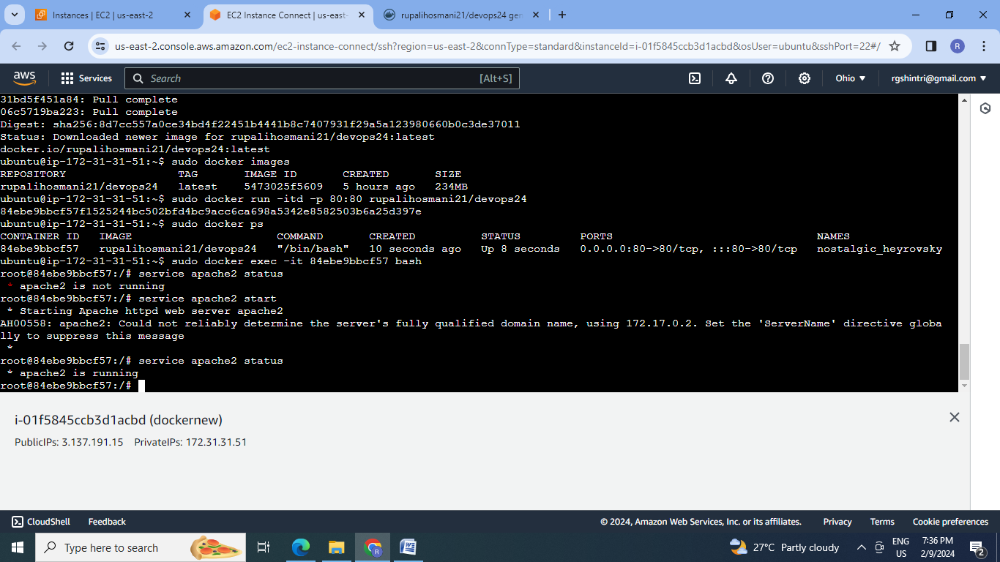 Instances | EC2 | us-east-2
EC2 Instance Connect | us-east-
rupalihosmani21/devops24 gen
us-east-2.console.aws.amazon.com/ec2-instance-connect/ssh?region=us-east-2&connType=standard&instanceId=i-01f5845ccb3d1acbd&osUser=ubuntu&sshPort=22#/
R
aws
Services
Search
[Alt+S]
Ohio
rgshintri@gmail.com
31bd5f451a84: Pull complete
06c5719ba223: Pull complete
Digest: sha256:8d7cc557a0ce34bd4f22451b4441b8c7407931f29a5a123980660b0c3de37011
Status: Downloaded newer image for rupalihosmani21/devops24:latest
docker.io/rupalihosmani21/devops24:latest
ubuntu@ip-172-31-31-51:~$ sudo docker images
REPOSITORY TAG IMAGE ID CREATED SIZE
rupalihosmani21/devops24 latest 5473025f5609 5 hours ago 234MB
ubuntu@ip-172-31-31-51:~$ sudo docker run -itd -p 80:80 rupalihosmani21/devops24
84ebe9bbcf57f1525244bc502bfd4bc9acc6ca698a5342e8582503b6a25d397e
ubuntu@ip-172-31-31-51:~$ sudo docker ps
CONTAINER ID IMAGE COMMAND CREATED STATUS PORTS NAMES
84ebe9bbcf57 rupalihosmani21/devops24 "/bin/bash" 10 seconds ago Up 8 seconds 0.0.0.0:80->80/tcp, :::80->80/tcp nostalgic_heyrovsky
ubuntu@ip-172-31-31-51:~$ sudo docker exec -it 84ebe9bbcf57 bash
root@84ebe9bbcf57:/# service apache2 status
* apache2 is not running
root@84ebe9bbcf57:/# service apache2 start
* Starting Apache httpd web server apache2
AH00558: apache2: Could not reliably determine the server's fully qualified domain name, using 172.17.0.2. Set the 'ServerName' directive globa
lly to suppress this message
*
root@84ebe9bbcf57:/# service apache2 status
* apache2 is running
root@84ebe9bbcf57:/#
i-01f5845ccb3d1acbd (dockernew)
PublicIPs: 3.137.191.15 PrivateIPs: 172.31.31.51
CloudShell
Feedback
© 2024, Amazon Web Services, Inc. or its affiliates.
Privacy
Terms
Cookie preferences
Type here to search
R
W
27°C Partly cloudy
ENG
US
7:36 PM
2/9/2024
2